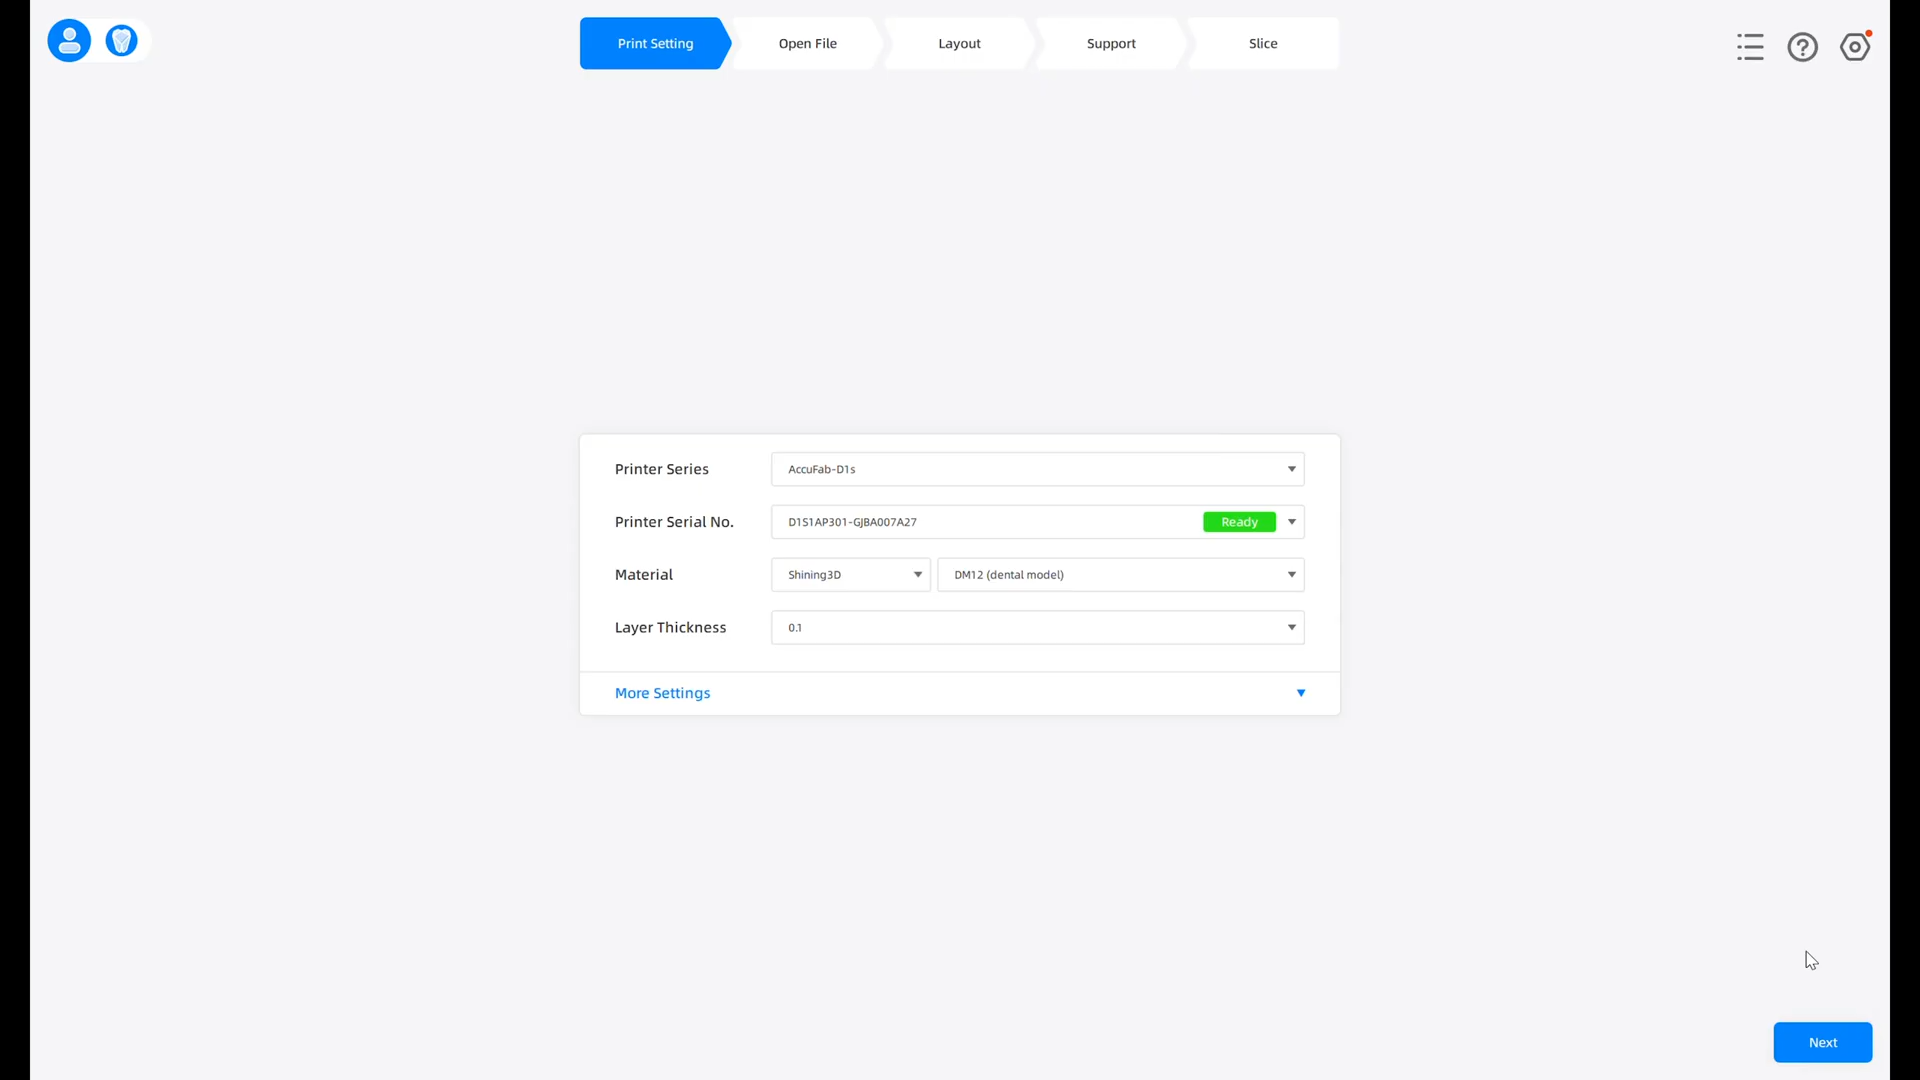 Print Setting
Open File
Layout
Support
Slice
Printer Series
AccuFab-D1s
Printer Serial No.
D1S1AP301-GJBA007A27
Ready
Material
Shining3D
DM12 (dental model)
Layer Thickness
0.1
More Settings
Next